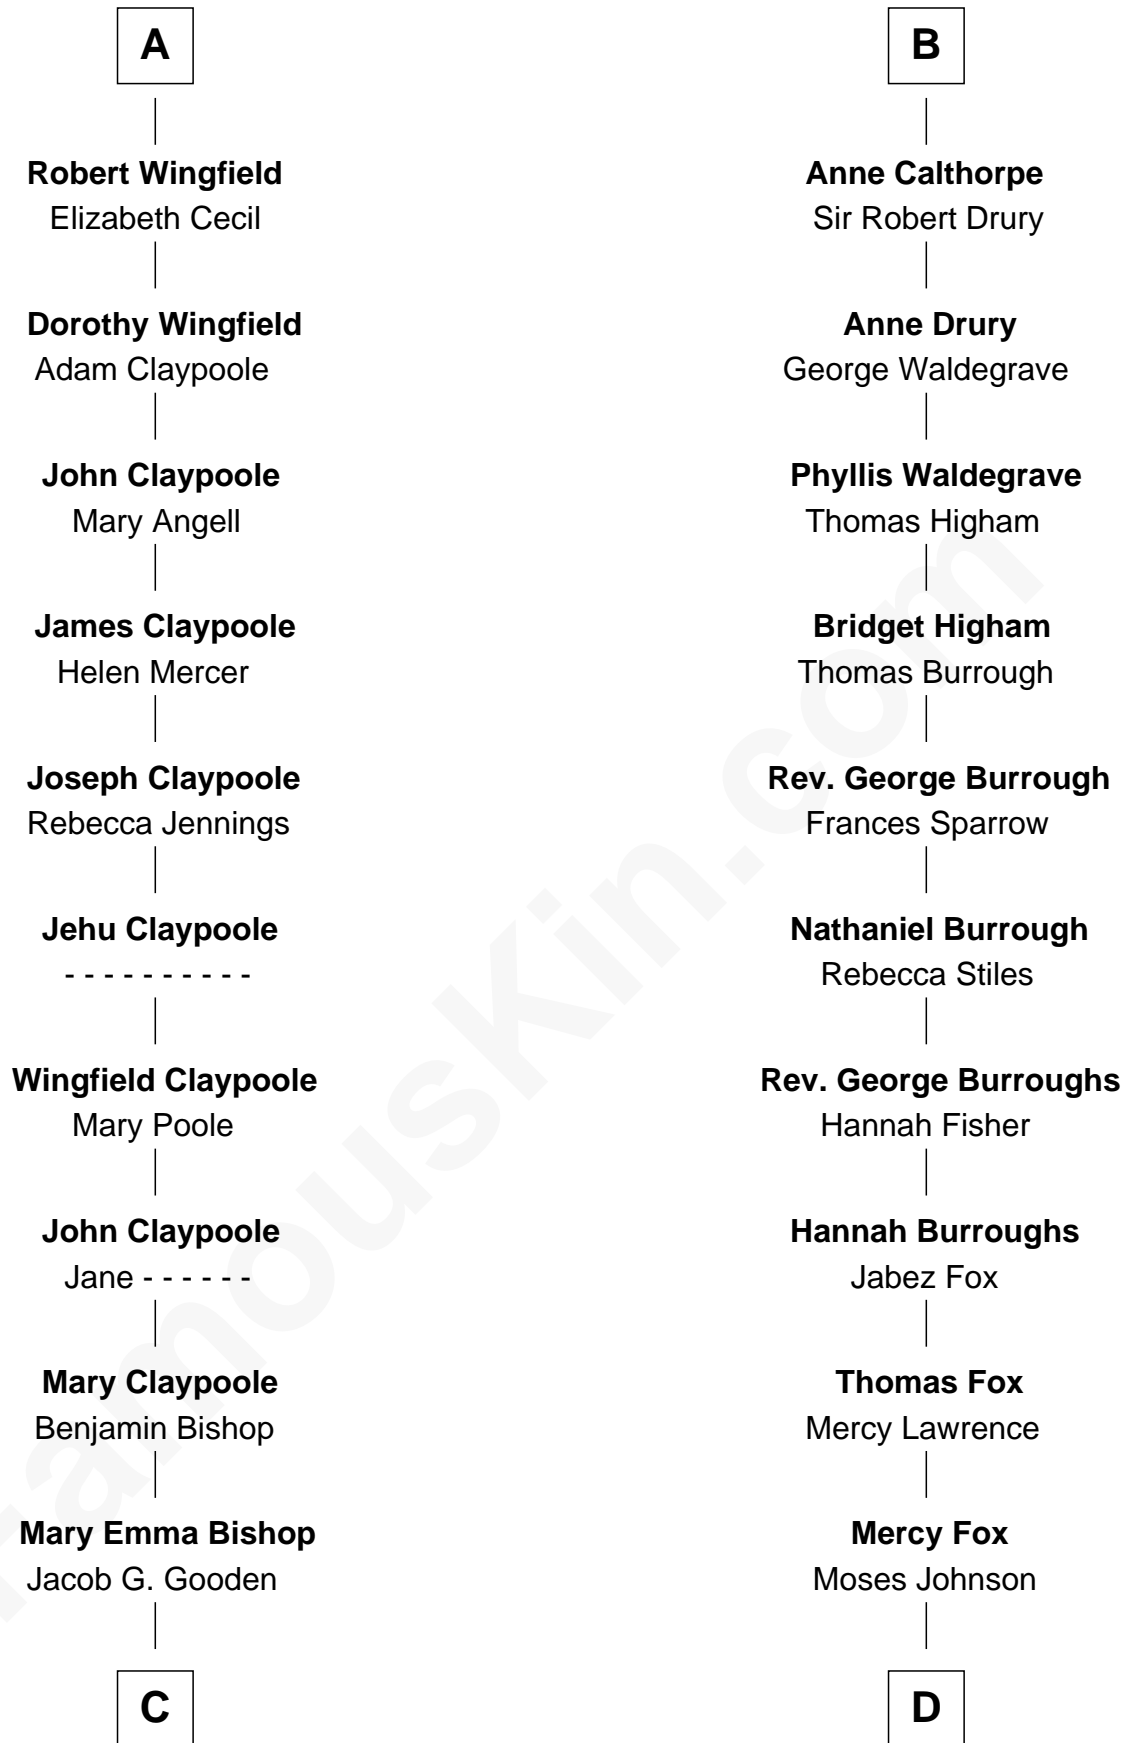 A
Robert Wingfield
Elizabeth Cecil
Dorothy Wingfield
Adam Claypoole
John Claypoole
Mary Angell
James Claypoole
Helen Mercer
Joseph Claypoole
Rebecca Jennings
Jehu Claypoole
- - - - - - - - - -
Wingfield Claypoole
Mary Poole
John Claypoole
Jane - - - - - -
Mary Claypoole
Benjamin Bishop
Mary Emma Bishop
Jacob G. Gooden
C
B
Anne Calthorpe
Sir Robert Drury
Anne Drury
George Waldegrave
Phyllis Waldegrave
Thomas Higham
Bridget Higham
Thomas Burrough
Rev. George Burrough
Frances Sparrow
Nathaniel Burrough
Rebecca Stiles
Rev. George Burroughs
Hannah Fisher
Hannah Burroughs
Jabez Fox
Thomas Fox
Mercy Lawrence
Mercy Fox
Moses Johnson
D
FamousKin.com